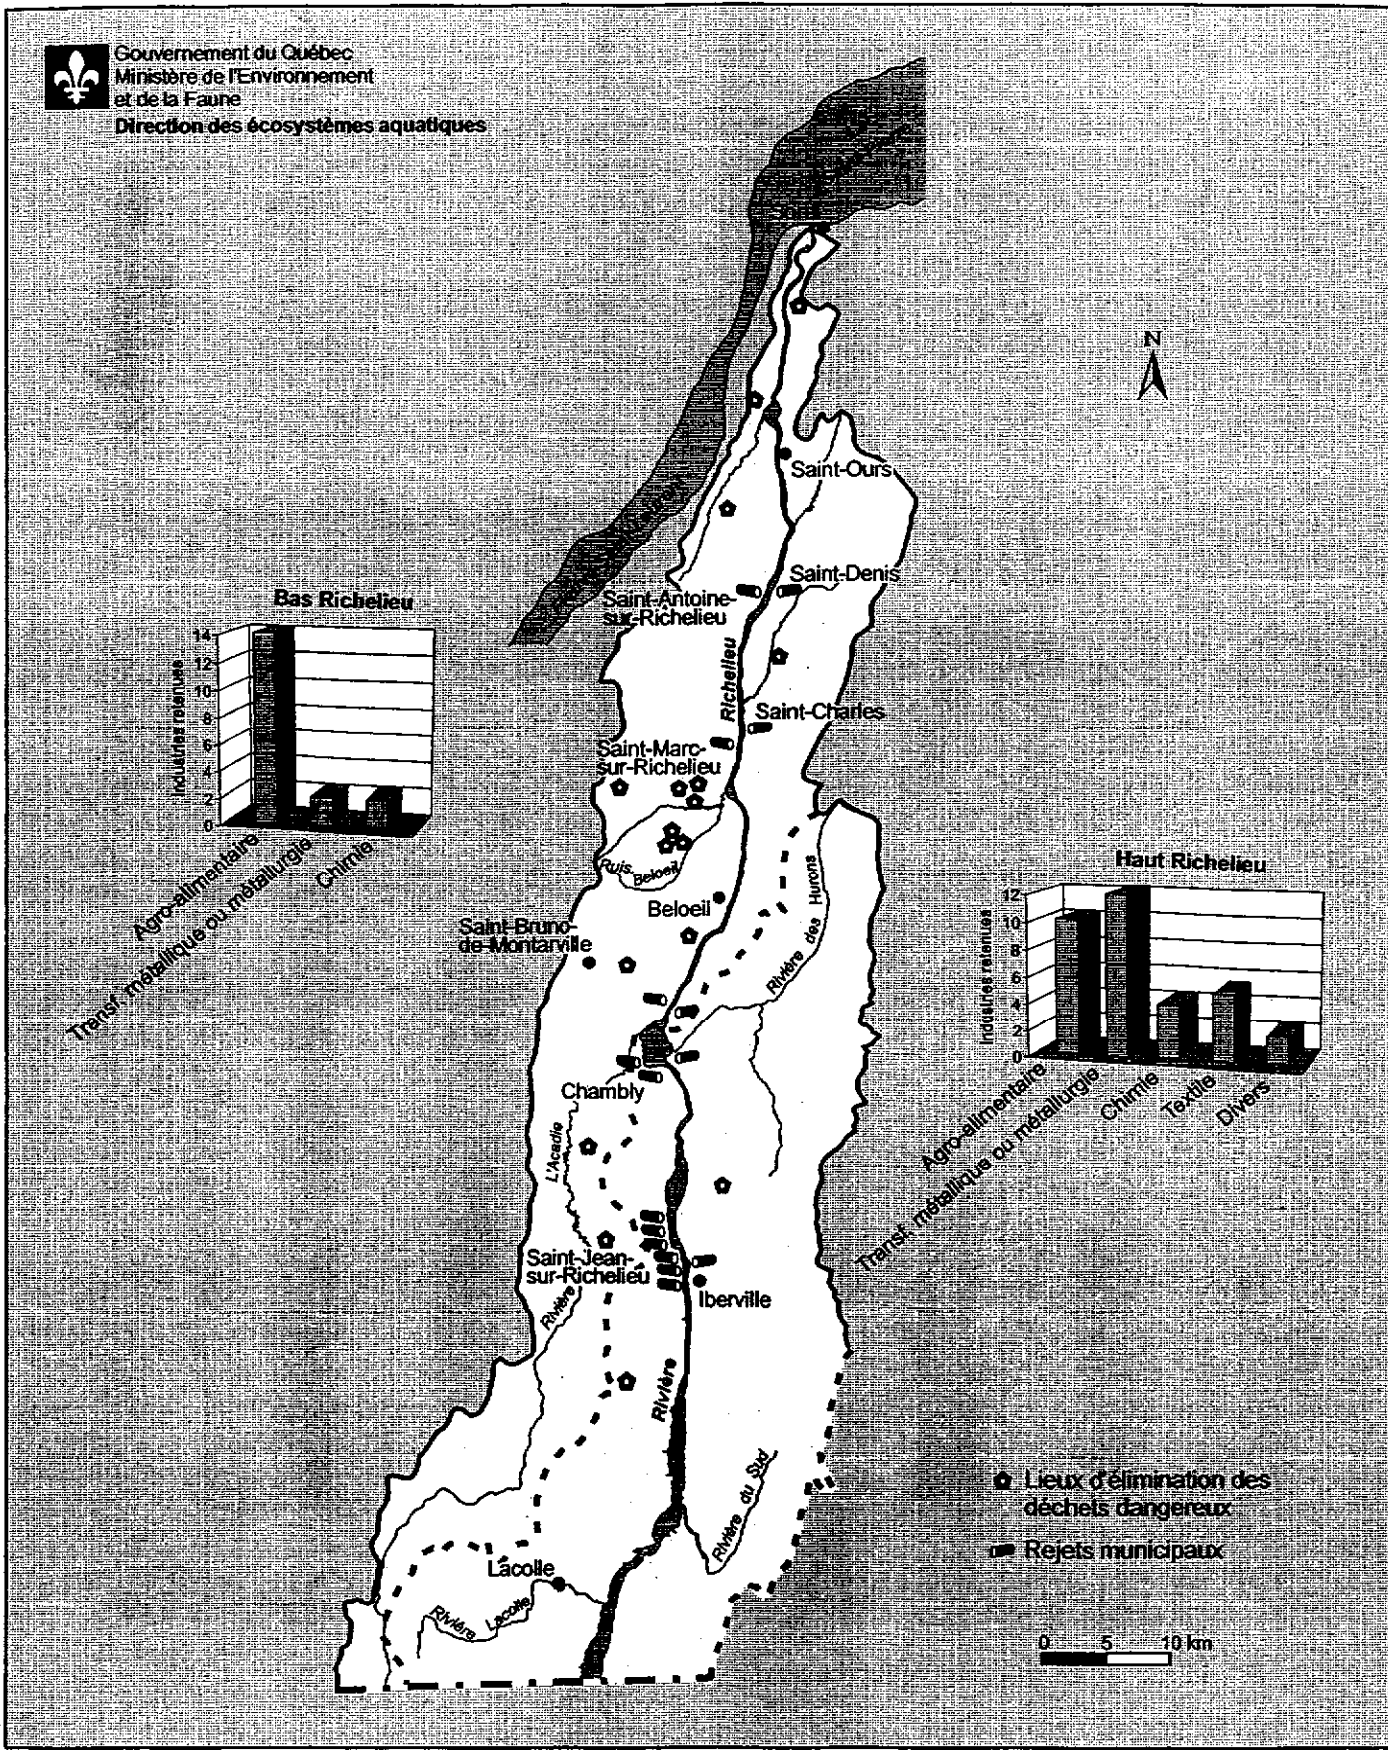 Gouvernement du Québec
Ministère de l'Environnement
et de la Faune
Direction des écosystèmes aquatiques
N
Saint-Ours
Saint-Denis
Saint-Antoine-
sur-Richelieu
Richelieu
Saint-Charles
Saint-Marc-
sur-Richelieu
Ruis.
Beloeil
Beloeil
Rivière des Hurons
Saint-Bruno-
de-Montarville
Chambly
L'Acadie
Saint-Jean-
sur-Richelieu
Rivière
Iberville
Rivière
Rivière du Sud
Lacolle
Rivière Lacolle
Bas Richelieu
Industries retenues
14
12
10
8
6
4
2
0
Agro-alimentaire
Transf. métallique ou métallurgie
Chimie
Haut Richelieu
Industries retenues
12
10
8
6
4
2
0
Agro-alimentaire
Transf. métallique ou métallurgie
Chimie
Textile
Divers
Lieux d'élimination des
déchets dangereux
Rejets municipaux
0 5 10 km